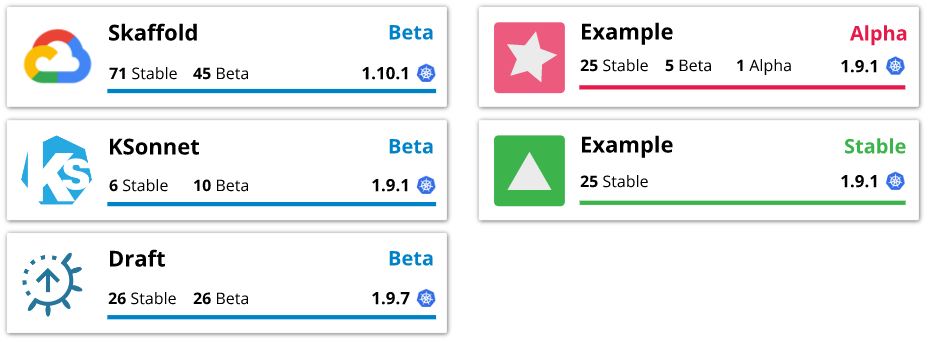 Skaffold Beta
71 Stable 45 Beta 1.10.1
KS
KSonnet Beta
6 Stable 10 Beta 1.9.1
Draft Beta
26 Stable 26 Beta 1.9.7
Example Alpha
25 Stable 5 Beta 1 Alpha 1.9.1
Example Stable
25 Stable 1.9.1